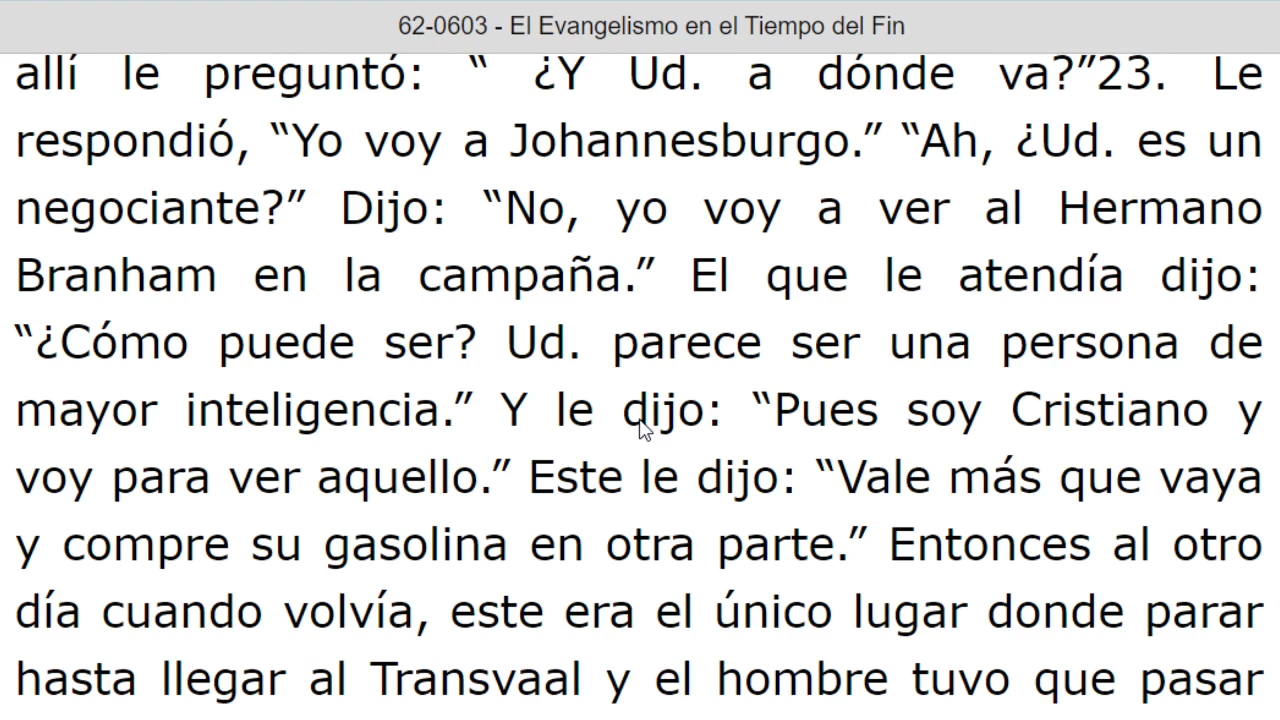 62-0603 - El Evangelismo en el Tiempo del Fin
allí le preguntó: “ ¿Y Ud. a dónde va?”23. Le
respondió, “Yo voy a Johannesburgo.” “Ah, ¿Ud. es un
negociante?” Dijo: “No, yo voy a ver al Hermano
Branham en la campaña.” El que le atendía dijo:
“¿Cómo puede ser? Ud. parece ser una persona de
mayor inteligencia.” Y le dijo: “Pues soy Cristiano y
voy para ver aquello.” Este le dijo: “Vale más que vaya
y compre su gasolina en otra parte.” Entonces al otro
día cuando volvía, este era el único lugar donde parar
hasta llegar al Transvaal y el hombre tuvo que pasar